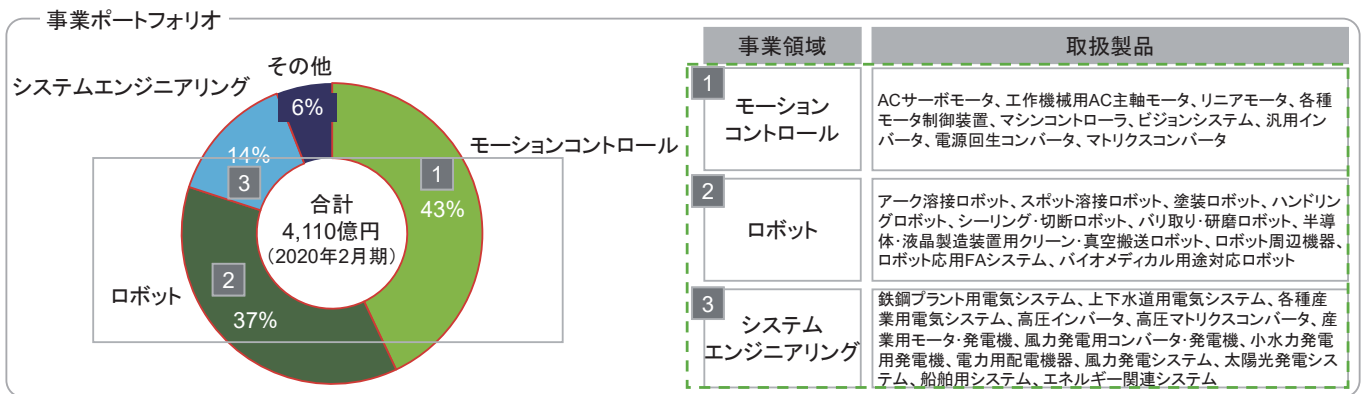 事業ポートフォリオ
その他
システムエンジニアリング
6%
14%
3
モーションコントロール
1
43%
合計
4,110億円
(2020年2月期)
2
ロボット
37%
事業領域
取扱製品
1
モーション
コントロール
ACサーボモータ、工作機械用AC主軸モータ、リニアモータ、各種
モータ制御装置、マシンコントローラ、ビジョンシステム、汎用イン
バータ、電源回生コンバータ、マトリクスコンバータ
2
ロボット
アーク溶接ロボット、スポット溶接ロボット、塗装ロボット、ハンドリン
グロボット、シーリング・切断ロボット、バリ取り・研磨ロボット、半導
体・液晶製造装置用クリーン・真空搬送ロボット、ロボット周辺機器、
ロボット応用FAシステム、バイオメディカル用途対応ロボット
3
システム
エンジニアリング
鉄鋼プラント用電気システム、上下水道用電気システム、各種産
業用電気システム、高圧インバータ、高圧マトリクスコンバータ、産
業用モータ・発電機、風力発電用コンバータ・発電機、小水力発電
用発電機、電力用配電機器、風力発電システム、太陽光発電シス
テム、船舶用システム、エネルギー関連システム